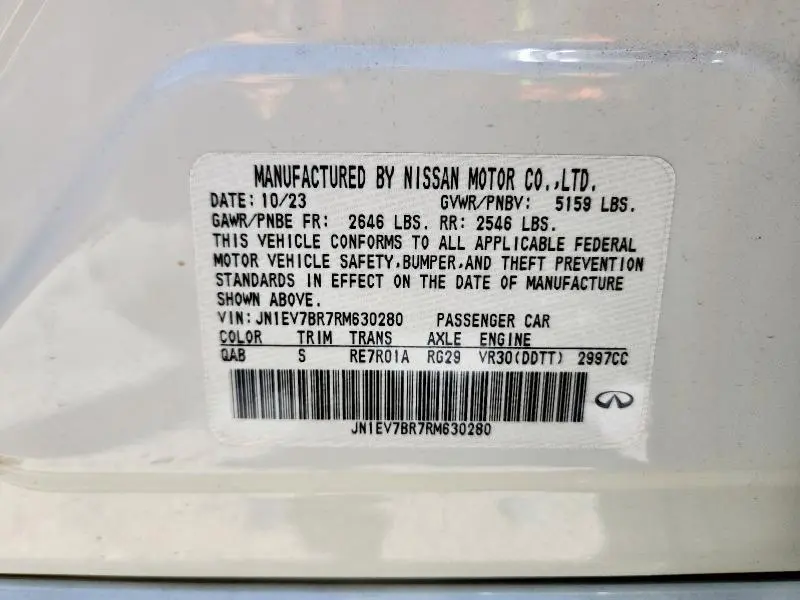 MANUFACTURED BY NISSAN MOTOR CO.,LTD.
DATE: 10/23 GVWR/PNBV: 5159 LBS.
GAWR/PNBE FR: 2646 LBS. RR: 2546 LBS.
THIS VEHICLE CONFORMS TO ALL APPLICABLE FEDERAL
MOTOR VEHICLE SAFETY,BUMPER,AND THEFT PREVENTION
STANDARDS IN EFFECT ON THE DATE OF MANUFACTURE
SHOWN ABOVE.
VIN: JN1EV7BR7RM630280 PASSENGER CAR
COLOR TRIM TRANS AXLE ENGINE
QAB S RE7R01A RG29 VR30(DDTT) 2997CC
JN1EV7BR7RM630280